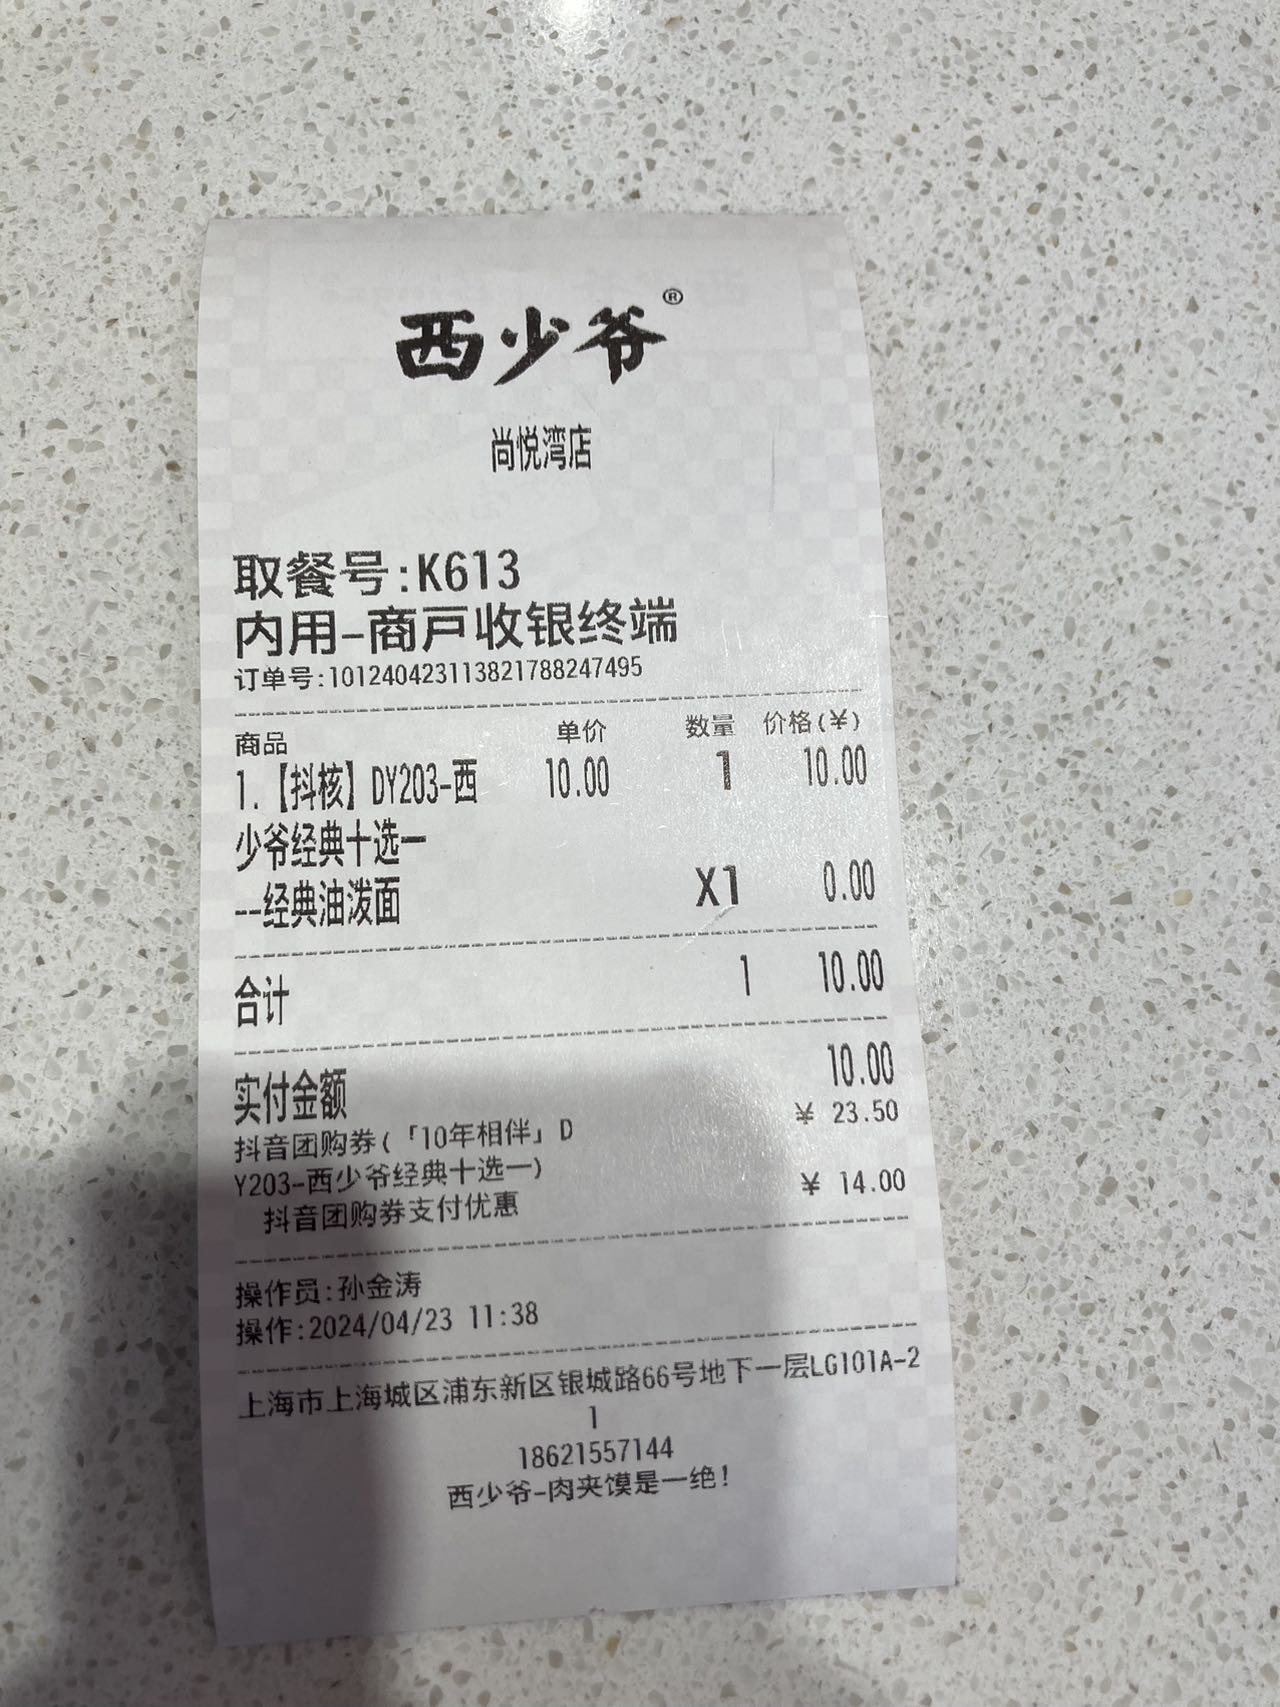 西少爷®
尚悦湾店
取餐号:K613
内用-商户收银终端
订单号:101240423113821788247495
商品 单价 数量 价格(¥)
1.【抖核】DY203-西 10.00 1 10.00
少爷经典十选一
--经典油泼面 X1 0.00
合计 1 10.00
实付金额 10.00
抖音团购券(「10年相伴」D ¥ 23.50
Y203-西少爷经典十选一)
抖音团购券支付优惠 ¥ 14.00
操作员:孙金涛
操作:2024/04/23 11:38
上海市上海城区浦东新区银城路66号地下一层LG101A-2
1
18621557144
西少爷-肉夹馍是一绝!